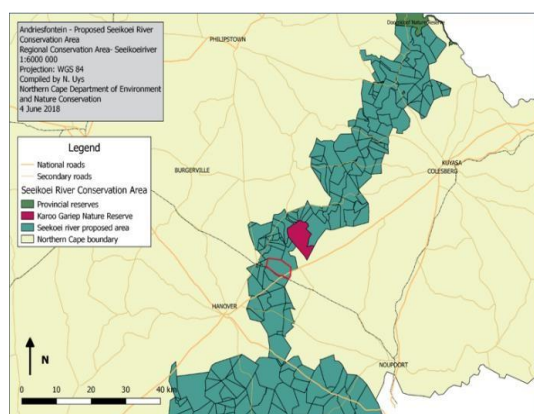 Andriesfontein - Proposed Seeikoei River
Conservation Area
Regional Conservation Area- Seeikoeiriver
1:6000 000
Projection: WGS 84
Compiled by N. Uys
Northern Cape Department of Environment
and Nature Conservation
4 June 2018
PHILIPSTOWN
Legend
National roads
Secondary roads
Seeikoei River Conservation Area
Provincial reserves
Karoo Gariep Nature Reserve
Seekoei river proposed area
Northern Cape boundary
BURGERVILLE
KUYASA
COLESBERG
HANOVER
NOUPOORT
N
0 10 20 30 40 km